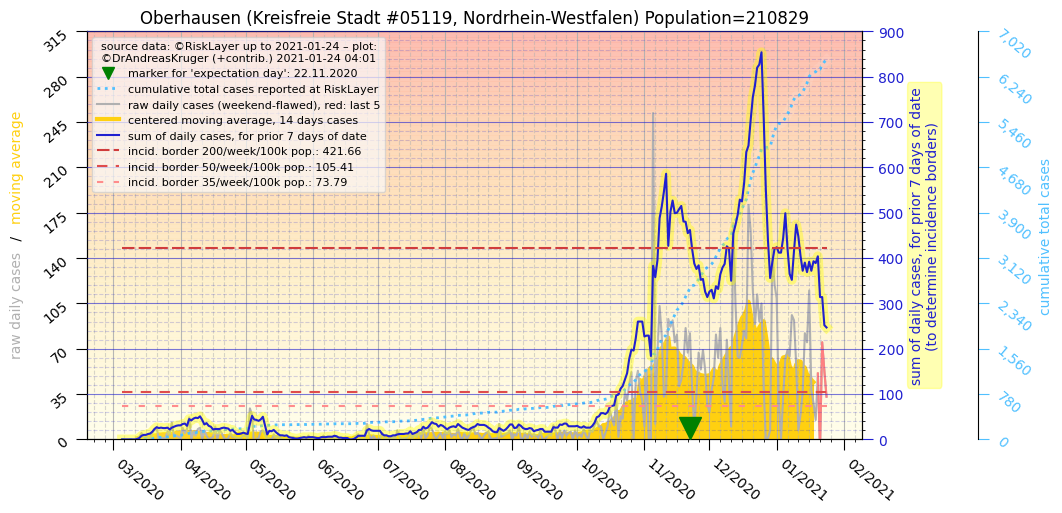 Oberhausen (Kreisfreie Stadt #05119, Nordrhein-Westfalen) Population=210829
source data: ©RiskLayer up to 2021-01-24 – plot:
©DrAndreasKruger (+contrib.) 2021-01-24 04:01
marker for 'expectation day': 22.11.2020
cumulative total cases reported at RiskLayer
raw daily cases (weekend-flawed), red: last 5
centered moving average, 14 days cases
sum of daily cases, for prior 7 days of date
incid. border 200/week/100k pop.: 421.66
incid. border 50/week/100k pop.: 105.41
incid. border 35/week/100k pop.: 73.79
raw daily cases / moving average
315
280
245
210
175
140
105
70
35
0
03/2020
04/2020
05/2020
06/2020
07/2020
08/2020
09/2020
10/2020
11/2020
12/2020
01/2021
02/2021
900
800
700
600
500
400
300
200
100
0
sum of daily cases, for prior 7 days of date
(to determine incidence borders)
7,020
6,240
5,460
4,680
3,900
3,120
2,340
1,560
780
0
cumulative total cases